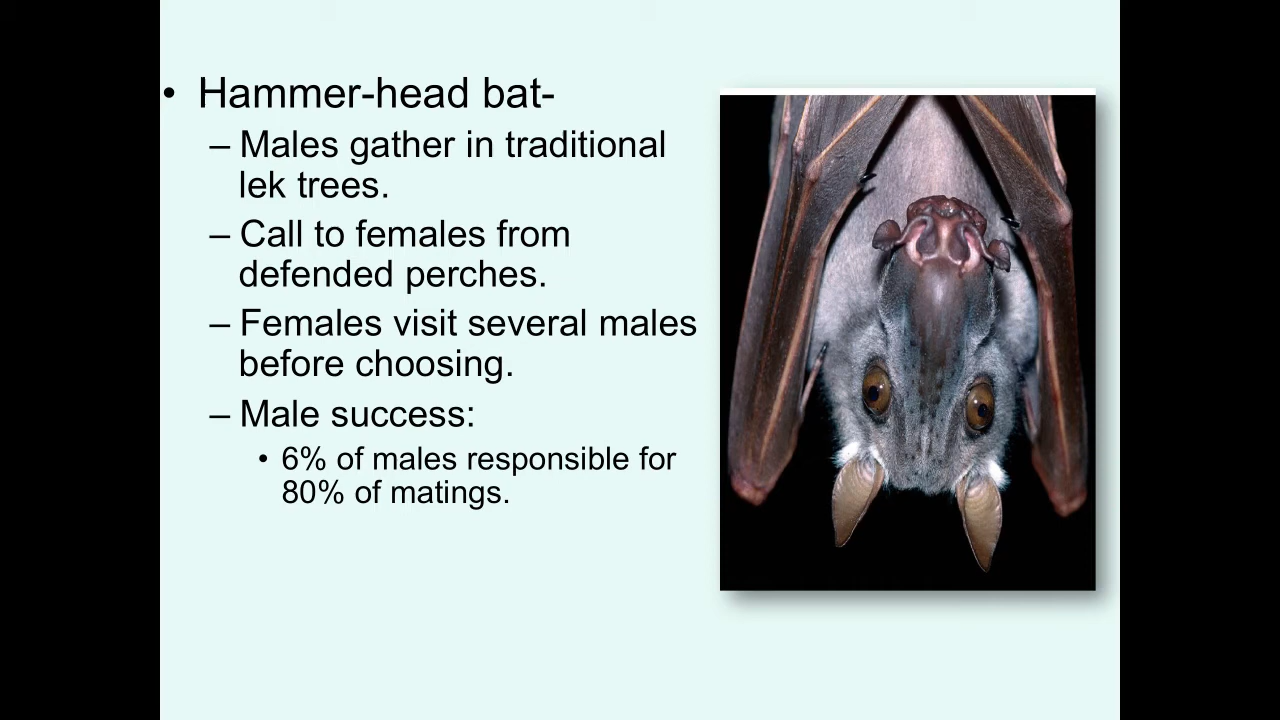 • Hammer-head bat-
– Males gather in traditional
lek trees.
– Call to females from
defended perches.
– Females visit several males
before choosing.
– Male success:
• 6% of males responsible for
80% of matings.